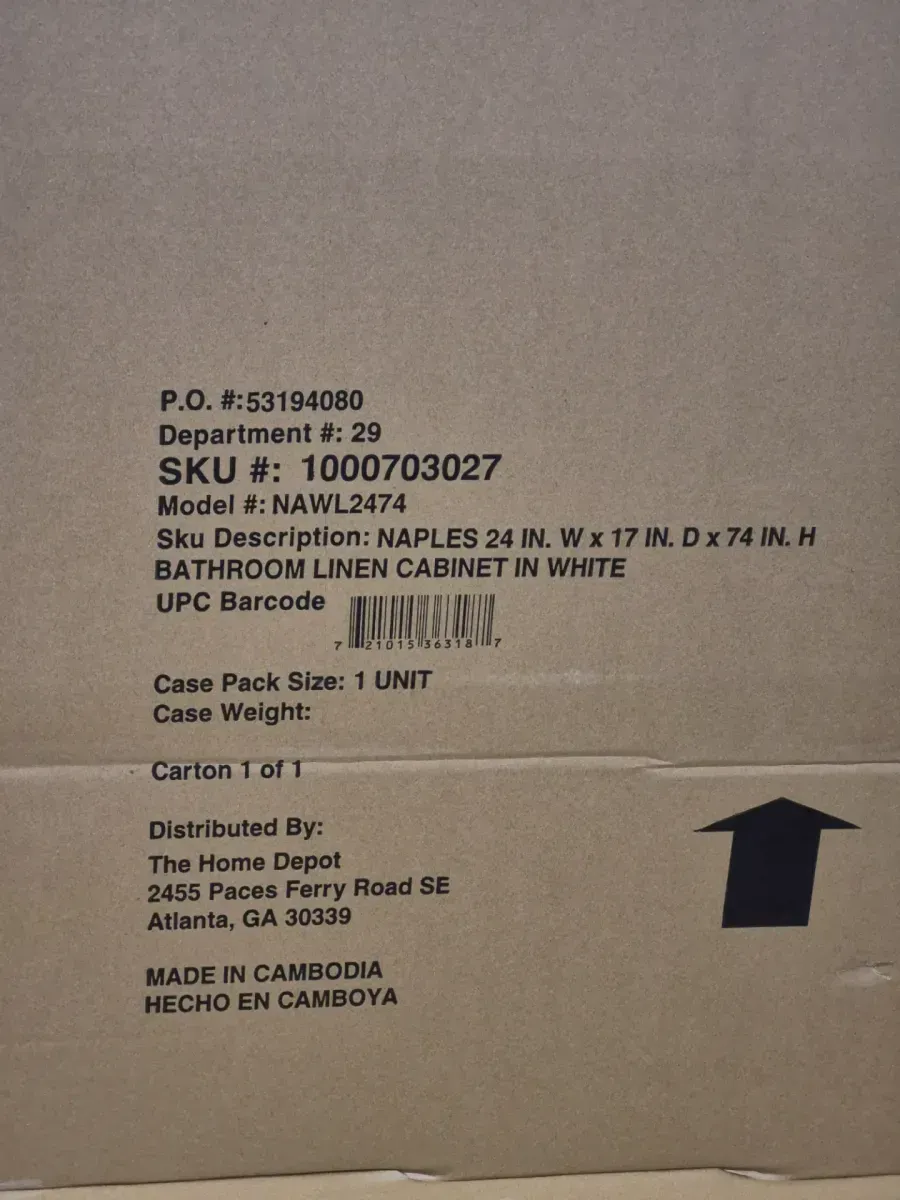 P.O. #:53194080
Department #: 29
SKU #: 1000703027
Model #: NAWL2474
Sku Description: NAPLES 24 IN. W x 17 IN. D x 74 IN. H
BATHROOM LINEN CABINET IN WHITE
UPC Barcode
7 21015 36318 7
Case Pack Size: 1 UNIT
Case Weight:
Carton 1 of 1
Distributed By:
The Home Depot
2455 Paces Ferry Road SE
Atlanta, GA 30339
MADE IN CAMBODIA
HECHO EN CAMBOYA